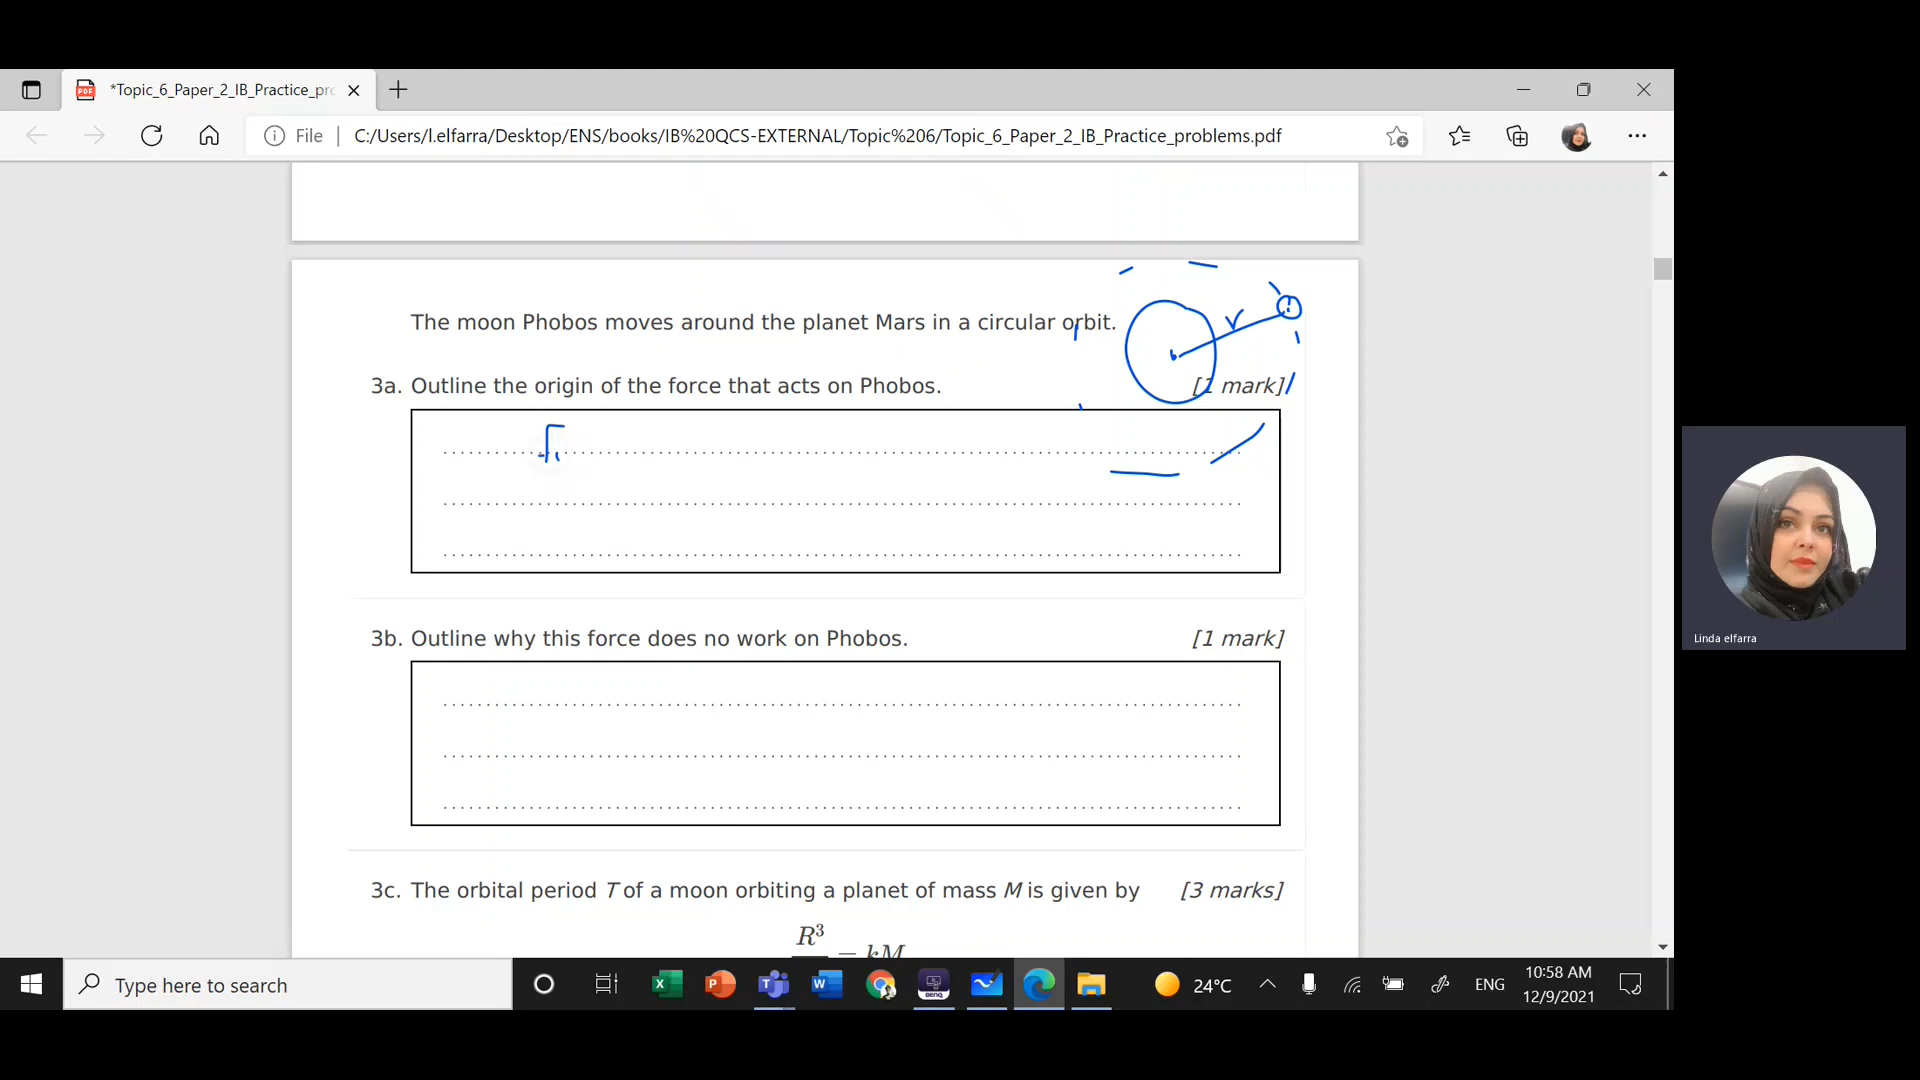 *Topic_6_Paper_2_IB_Practice_pr
File
C:/Users/l.elfarra/Desktop/ENS/books/IB%20QCS-EXTERNAL/Topic%206/Topic_6_Paper_2_IB_Practice_problems.pdf
The moon Phobos moves around the planet Mars in a circular orbit.
r
3a. Outline the origin of the force that acts on Phobos. [1 mark]
3b. Outline why this force does no work on Phobos. [1 mark]
3c. The orbital period T of a moon orbiting a planet of mass M is given by [3 marks]
R³
= kM
Linda elfarra
Type here to search
BENQ
24°C
ENG
10:58 AM
12/9/2021